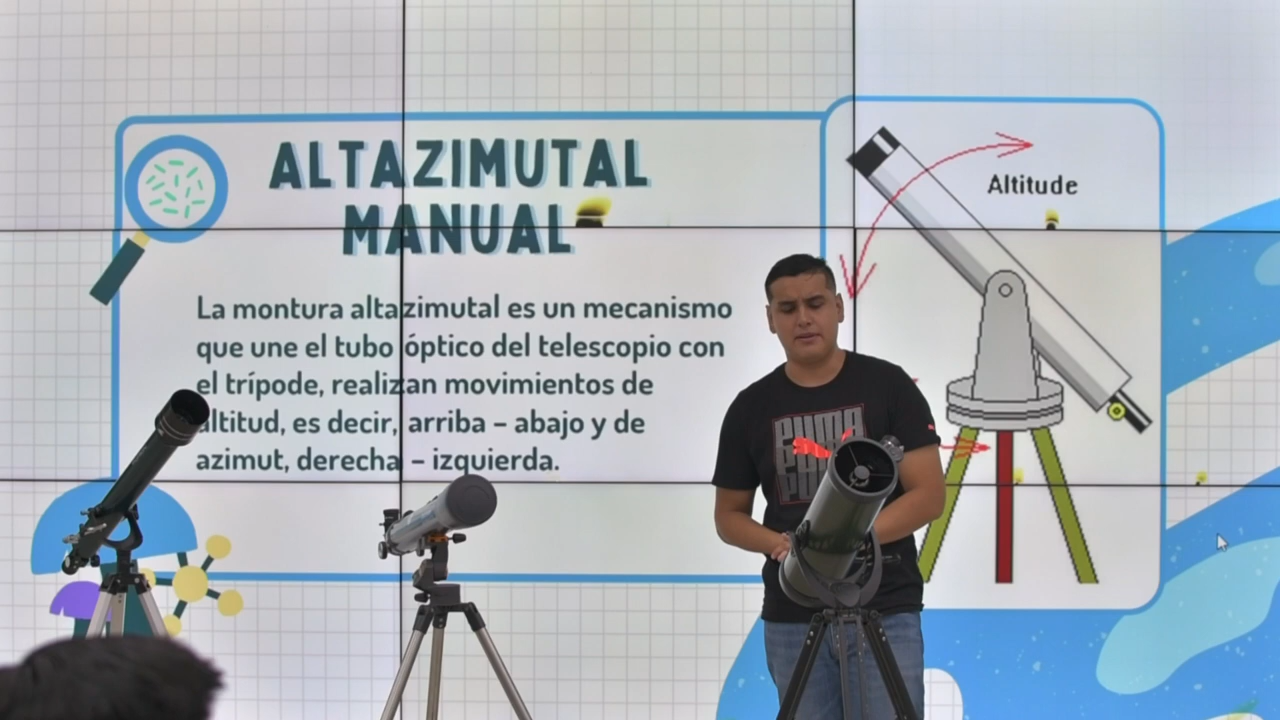 ALTAZIMUTAL
MANUAL
La montura altazimutal es un mecanismo
que une el tubo óptico del telescopio con
el trípode, realizan movimientos de
altitud, es decir, arriba – abajo y de
azimut, derecha – izquierda.
Altitude
PUMA